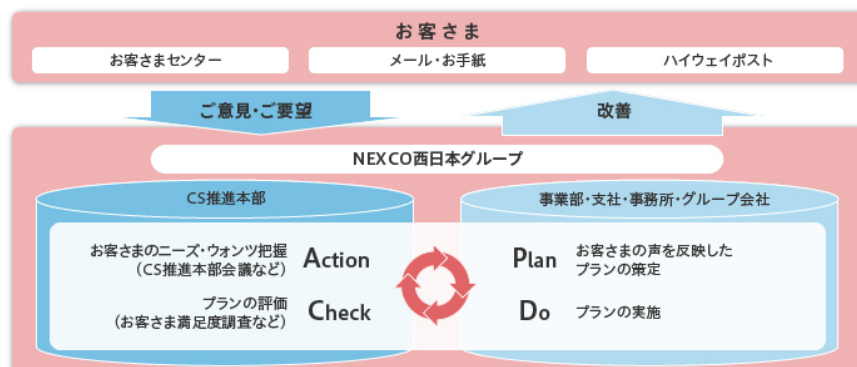 お客さま
お客さまセンター
メール・お手紙
ハイウェイポスト
ご意見・ご要望
改善
NEXCO西日本グループ
CS推進本部
事業部・支社・事務所・グループ会社
お客さまのニーズ・ウォンツ把握
（CS推進本部会議など）
Action
プランの評価
（お客さま満足度調査など）
Check
Plan
お客さまの声を反映した
プランの策定
Do
プランの実施